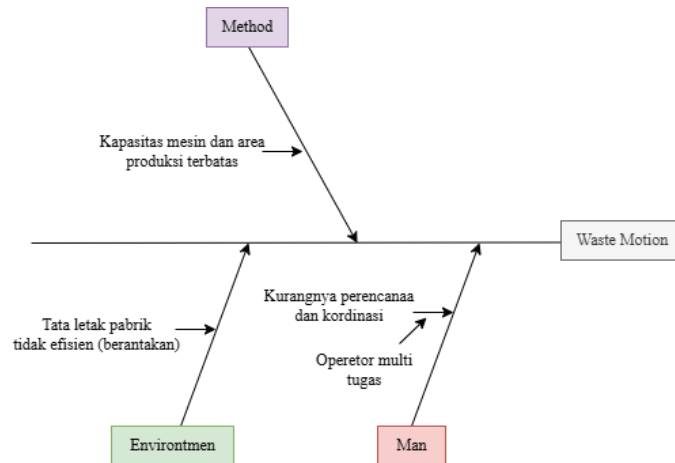 Method
Kapasitas mesin dan area
produksi terbatas
Waste Motion
Kurangnya perencanaa
dan kordinasi
Tata letak pabrik
tidak efisien (berantakan)
Operetor multi
tugas
Environtmen
Man